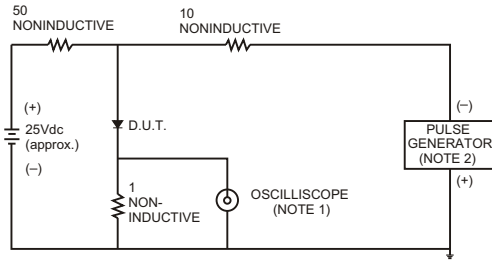 50
NONINDUCTIVE
10
NONINDUCTIVE
(+)
25Vdc
(approx.)
(–)
D.U.T.
1
NON-
INDUCTIVE
OSCILLISCOPE
(NOTE 1)
(–)
PULSE
GENERATOR
(NOTE 2)
(+)